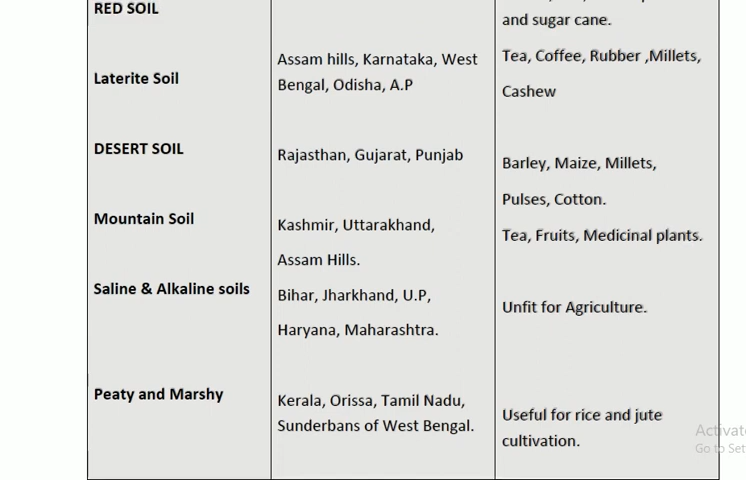 RED SOIL
and sugar cane.
Laterite Soil
Assam hills, Karnataka, West
Bengal, Odisha, A.P
Tea, Coffee, Rubber ,Millets,
Cashew
DESERT SOIL
Rajasthan, Gujarat, Punjab
Barley, Maize, Millets,
Pulses, Cotton.
Mountain Soil
Kashmir, Uttarakhand,
Assam Hills.
Tea, Fruits, Medicinal plants.
Saline & Alkaline soils
Bihar, Jharkhand, U.P,
Haryana, Maharashtra.
Unfit for Agriculture.
Peaty and Marshy
Kerala, Orissa, Tamil Nadu,
Sunderbans of West Bengal.
Useful for rice and jute
cultivation.
Activat
Go to Set